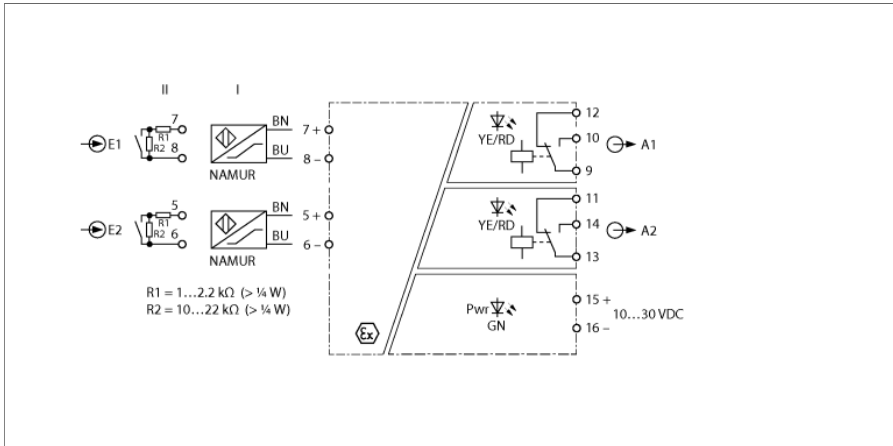 II I
E1
7
R1
R2
8
NAMUR
BN
7 +
BU
8 –
YE/RD
12
10
9
A1
E2
5
R1
R2
6
NAMUR
BN
5 +
BU
6 –
YE/RD
11
14
13
A2
R1 = 1...2.2 kΩ (> ¼ W)
R2 = 10...22 kΩ (> ¼ W)
Ex
Pwr
GN
15 +
16 –
10...30 VDC